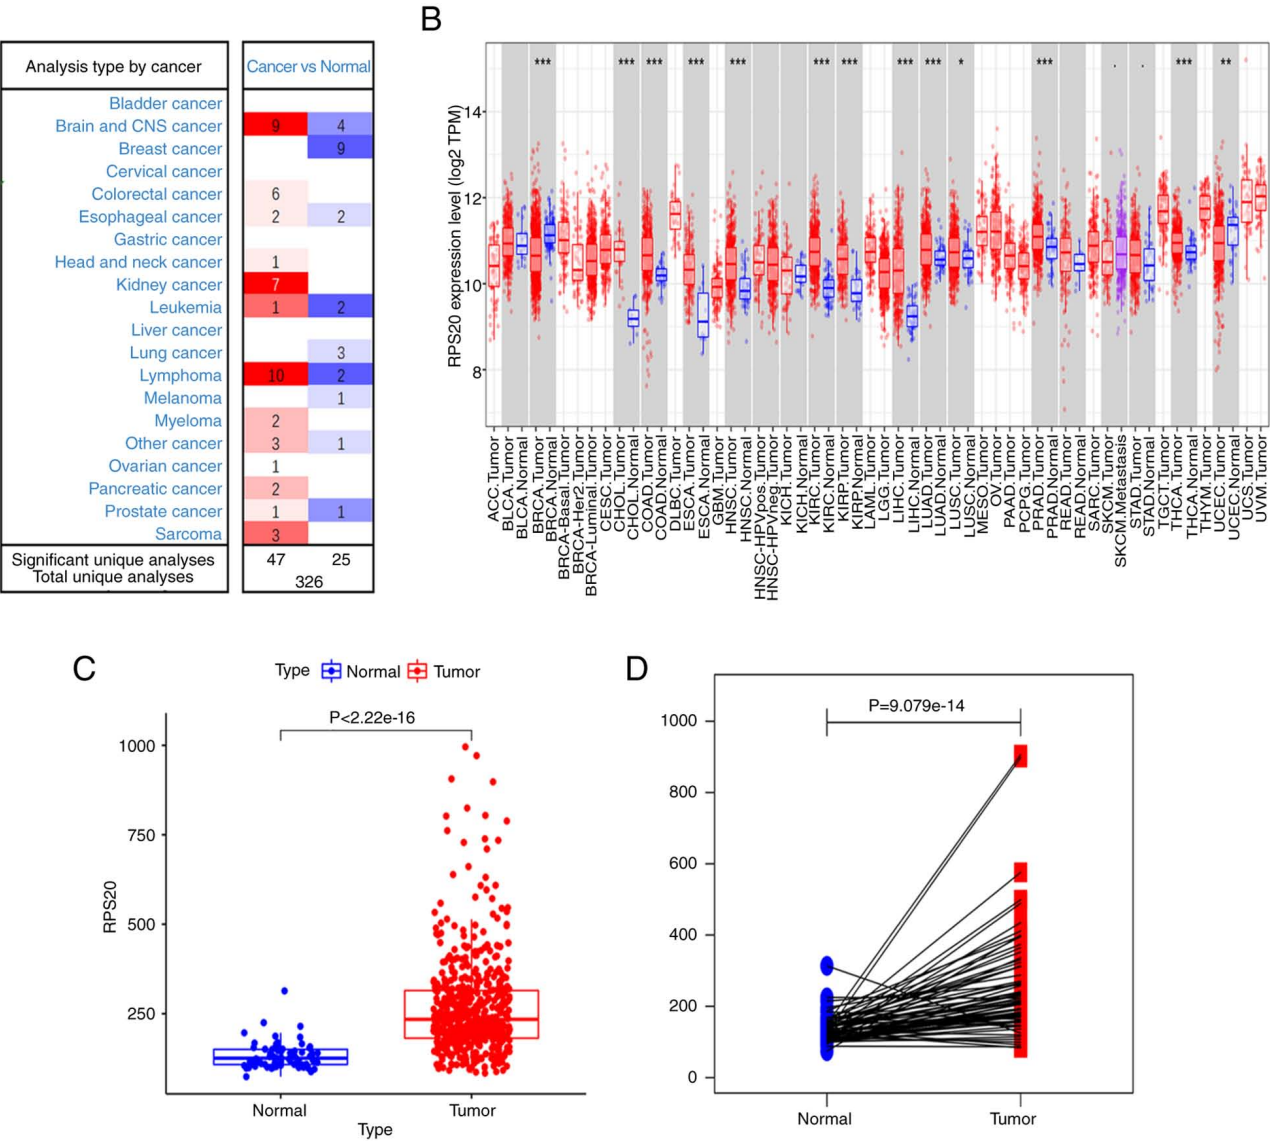 Analysis type by cancer
Cancer vs Normal
Bladder cancer
Brain and CNS cancer 9 4
Breast cancer 9
Cervical cancer
Colorectal cancer 6
Esophageal cancer 2 2
Gastric cancer
Head and neck cancer 1
Kidney cancer 7
Leukemia 1 2
Liver cancer
Lung cancer 3
Lymphoma 10 2
Melanoma 1
Myeloma 2
Other cancer 3 1
Ovarian cancer 1
Pancreatic cancer 2
Prostate cancer 1 1
Sarcoma 3
Significant unique analyses 47 25
Total unique analyses 326
B
*** *** *** *** *** *** *** *** *** * *** . . *** **
RPS20 expression level (log2 TPM)
14
12
10
8
ACC.Tumor
BLCA.Tumor
BLCA.Normal
BRCA.Tumor
BRCA.Normal
BRCA-Basal.Tumor
BRCA-Her2.Tumor
BRCA-Luminal.Tumor
CESC.Tumor
CHOL.Tumor
CHOL.Normal
COAD.Tumor
COAD.Normal
DLBC.Tumor
ESCA.Tumor
ESCA.Normal
GBM.Tumor
HNSC.Tumor
HNSC.Normal
HNSC-HPVpos.Tumor
HNSC-HPVneg.Tumor
KICH.Tumor
KICH.Normal
KIRC.Tumor
KIRC.Normal
KIRP.Tumor
KIRP.Normal
LAML.Tumor
LGG.Tumor
LIHC.Tumor
LIHC.Normal
LUAD.Tumor
LUAD.Normal
LUSC.Tumor
LUSC.Normal
MESO.Tumor
OV.Tumor
PAAD.Tumor
PCPG.Tumor
PRAD.Tumor
PRAD.Normal
READ.Tumor
READ.Normal
SARC.Tumor
SKCM.Tumor
SKCM.Metastasis
STAD.Tumor
STAD.Normal
TGCT.Tumor
THCA.Tumor
THCA.Normal
THYM.Tumor
UCEC.Tumor
UCEC.Normal
UCS.Tumor
UVM.Tumor
C
Type Normal Tumor
P<2.22e-16
RPS20
1000
750
500
250
Normal Tumor
Type
D
P=9.079e-14
1000
800
600
400
200
0
Normal Tumor